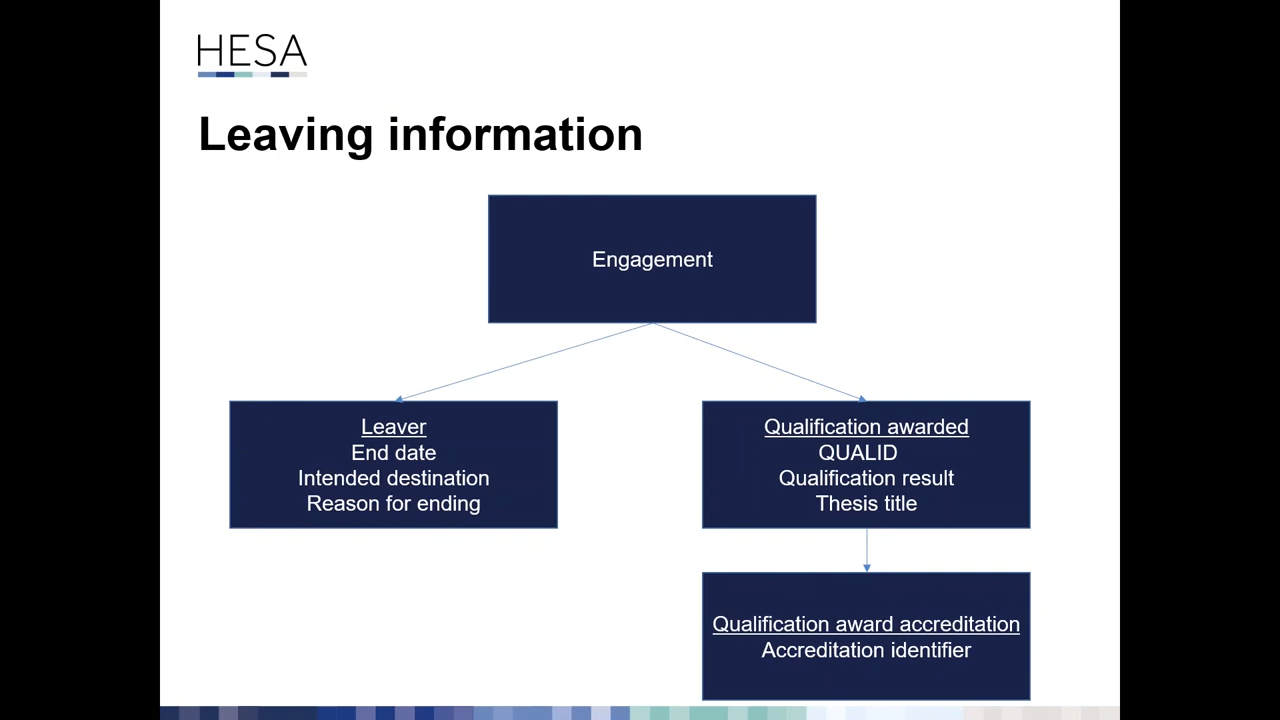 HESA
Leaving information
Engagement
Leaver
End date
Intended destination
Reason for ending
Qualification awarded
QUALID
Qualification result
Thesis title
Qualification award accreditation
Accreditation identifier